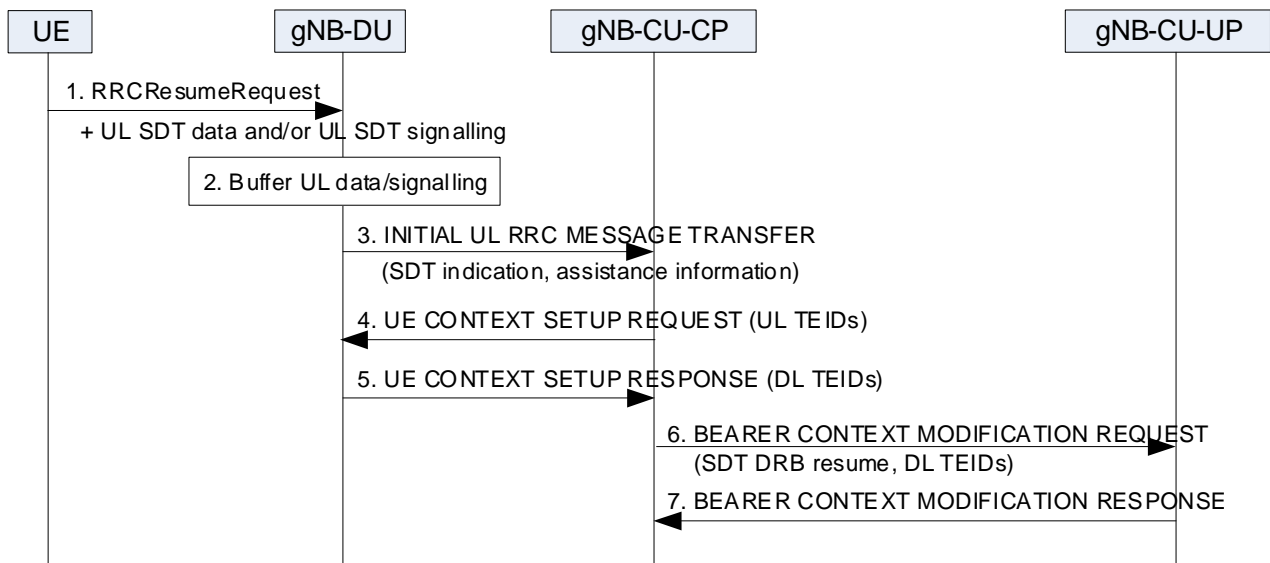 UE
gNB-DU
gNB-CU-CP
gNB-CU-UP
1. RRCResumeRequest
+ UL SDT data and/or UL SDT signalling
2. Buffer UL data/signalling
3. INITIAL UL RRC MESSAGE TRANSFER
(SDT indication, assistance information)
4. UE CONTEXT SETUP REQUEST (UL TEIDs)
5. UE CONTEXT SETUP RESPONSE (DL TEIDs)
6. BEARER CONTEXT MODIFICATION REQUEST
(SDT DRB resume, DL TEIDs)
7. BEARER CONTEXT MODIFICATION RESPONSE